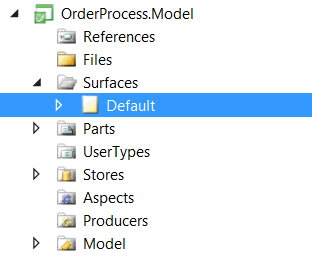 OrderProcess.Model
References
Files
Surfaces
Default
Parts
UserTypes
Stores
Aspects
Producers
Model